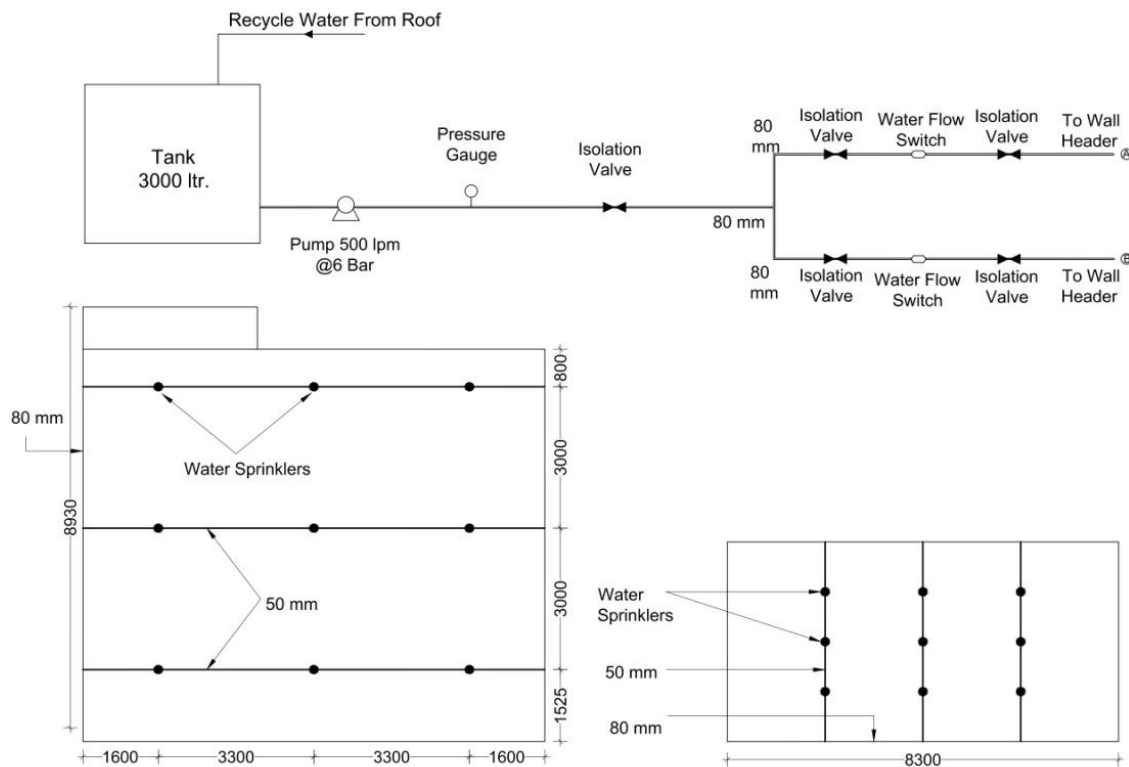 Recycle Water From Roof
Tank
3000 ltr.
Pressure
Gauge
Isolation
Valve
Pump 500 lpm
@6 Bar
80 mm
80
mm
Isolation
Valve
Water Flow
Switch
Isolation
Valve
To Wall
Header
A
80
mm
Isolation
Valve
Water Flow
Switch
Isolation
Valve
To Wall
Header
B
80 mm
8930
Water Sprinklers
50 mm
800
3000
3000
1525
1600
3300
3300
1600
Water
Sprinklers
50 mm
80 mm
8300